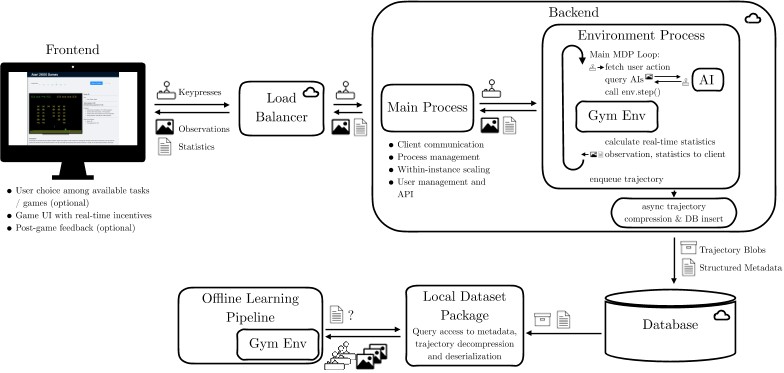 Backend
Frontend
Environment Process
Main MDP Loop:
fetch user action
query AIs
AI
call env.step()
Gym Env
calculate real-time statistics
observation, statistics to client
enqueue trajectory
Keypresses
Observations
Statistics
Load
Balancer
Main Process
● Client communication
● Process management
● Within-instance scaling
● User management and
API
● User choice among available tasks
/ games (optional)
● Game UI with real-time incentives
● Post-game feedback (optional)
async trajectory
compression & DB insert
Trajectory Blobs
Structured Metadata
Offline Learning
Pipeline
Gym Env
?
Local Dataset
Package
Query access to metadata,
trajectory decompression
and deserialization
Database